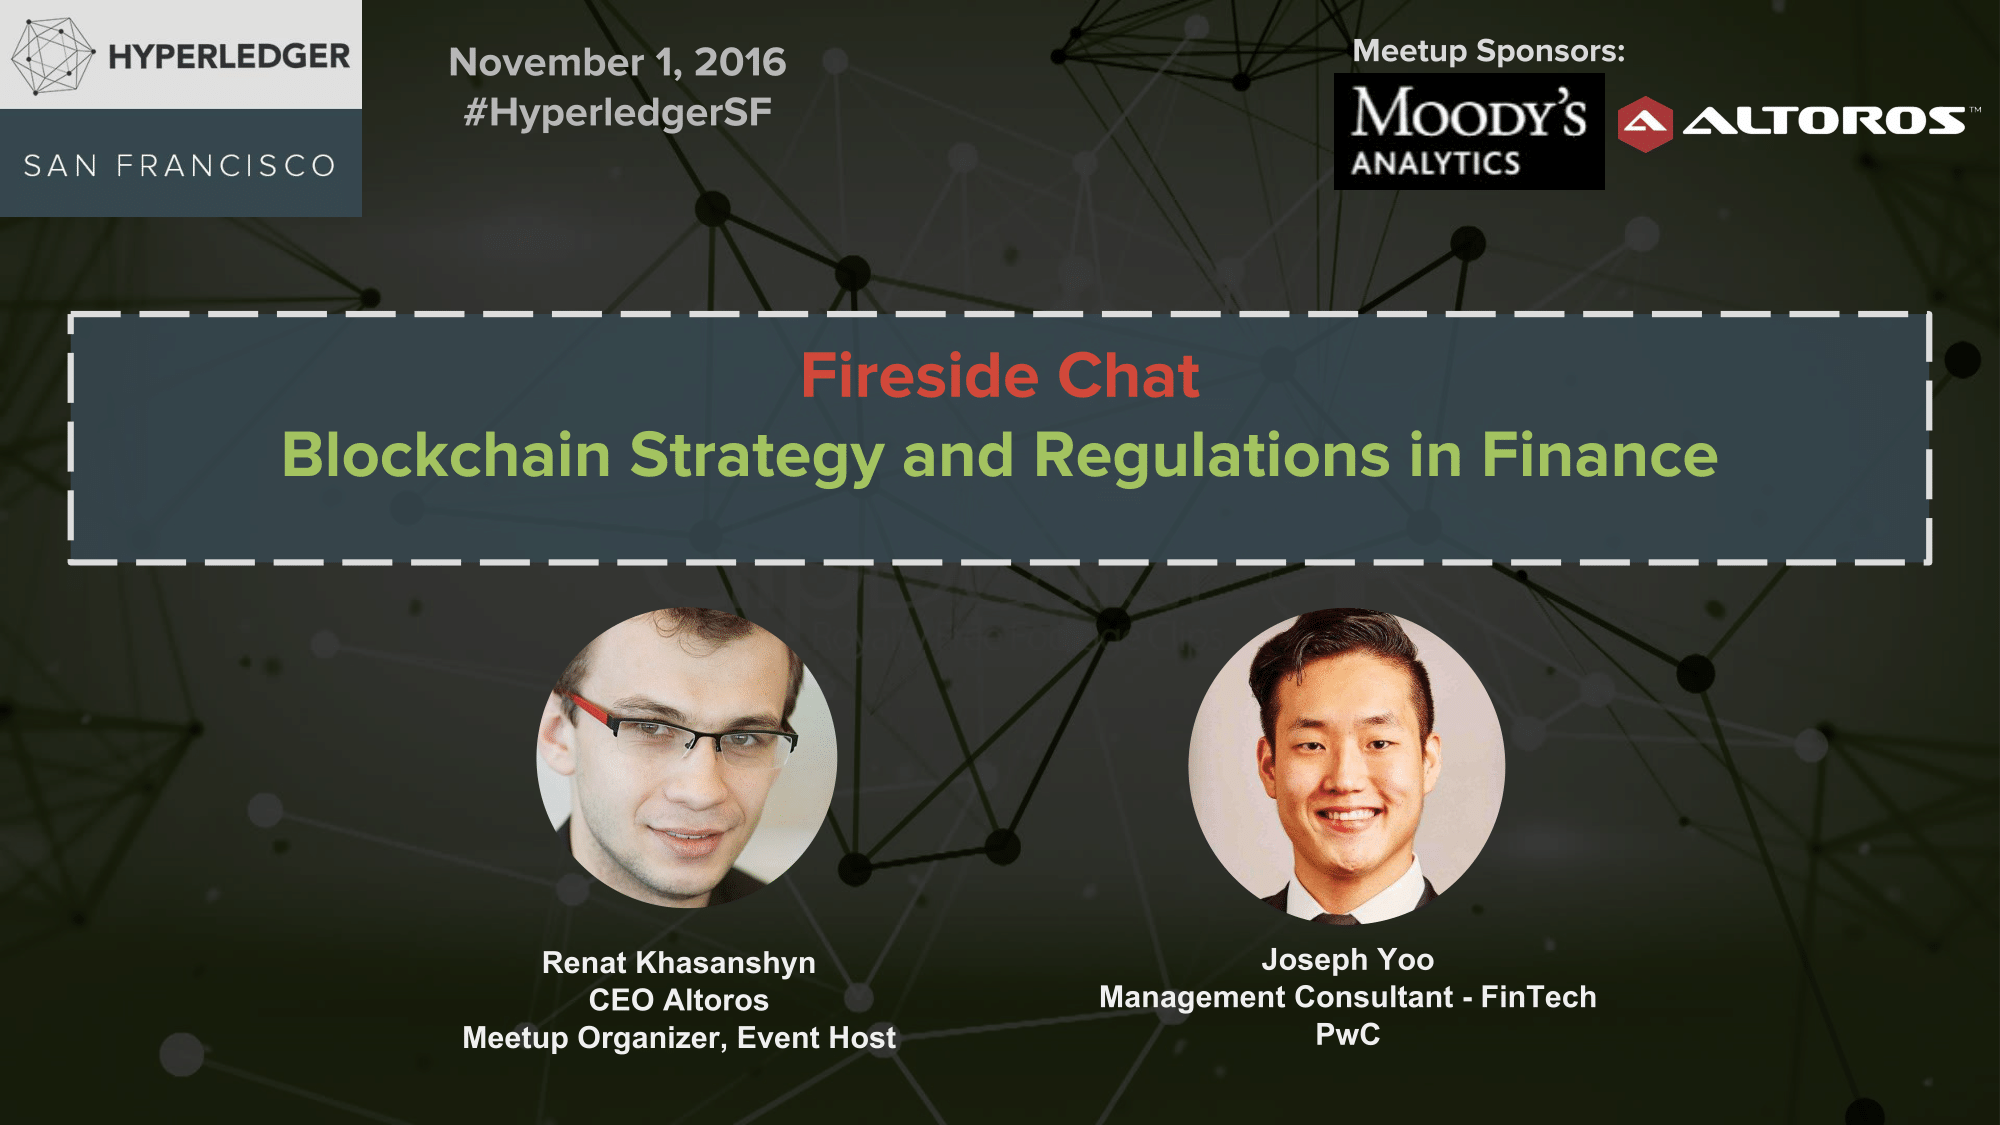 HYPERLEDGER
SAN FRANCISCO
November 1, 2016
#HyperledgerSF
Meetup Sponsors:
MOODY'S
ANALYTICS
ALTOROS™
Fireside Chat
Blockchain Strategy and Regulations in Finance
Renat Khasanshyn
CEO Altoros
Meetup Organizer, Event Host
Joseph Yoo
Management Consultant - FinTech
PwC